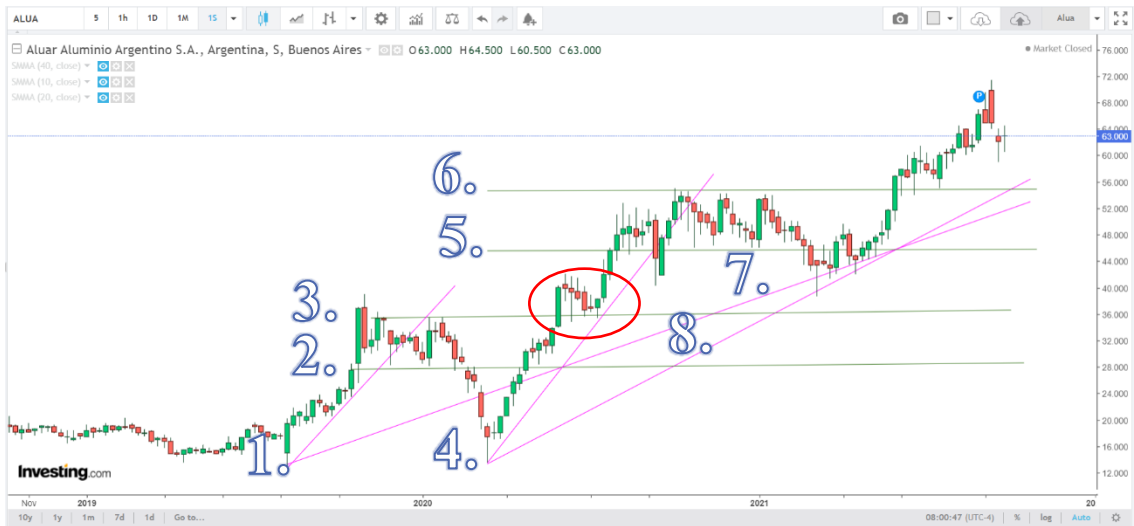 ALUA 5 1h 1D 1M 1S Alua
Aluar Aluminio Argentino S.A., Argentina, S, Buenos Aires O63.000 H64.500 L60.500 C63.000
Market Closed
SMMA (40, close)
SMMA (10, close)
SMMA (20, close)
76.000
72.000
68.000
P
64.000
63.000
60.000
56.000
52.000
48.000
44.000
40.000
36.000
32.000
28.000
24.000
20.000
16.000
12.000
6.
5.
7.
3.
8.
2.
1.
4.
Investing.com
Nov 2019 2020 2021 20
10y 1y 1m 7d 1d Go to... 08:00:47 (UTC-4) % log Auto